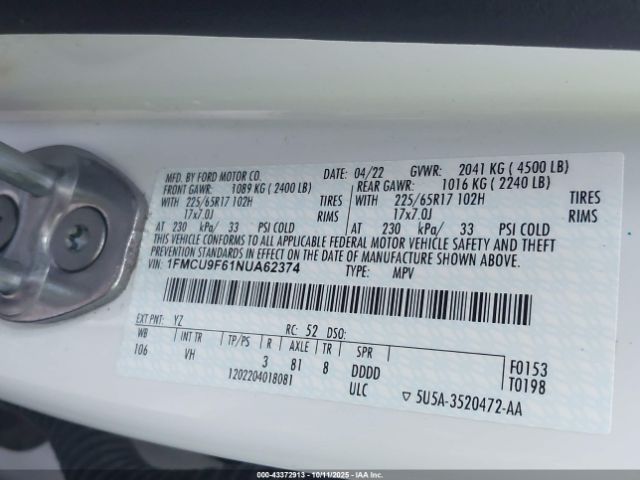 MFD. BY FORD MOTOR CO. 04/22 GVWR: 2041 KG ( 4500 LB)
FRONT GAWR: 1089 KG ( 2400 LB) REAR GAWR: 1016 KG ( 2240 LB)
WITH 225/65R17 102H TIRES WITH 225/65R17 102H TIRES
17x7.0J RIMS 17x7.0J RIMS
AT 230 kPa/ 33 PSI COLD AT 230 kPa/ 33 PSI COLD
THIS VEHICLE CONFORMS TO ALL APPLICABLE FEDERAL MOTOR VEHICLE SAFETY AND THEFT
PREVENTION STANDARDS IN EFFECT ON THE DATE OF MANUFACTURE SHOWN ABOVE.
VIN: 1FMCU9F61NUA62374 TYPE: MPV
EXT PNT: YZ RC: 52 DSO:
WB INT TR TP/PS R AXLE TR SPR
106 VH 3 81 8 DDDD F0153
1202204018081 ULC T0198
5U5A-3520472-AA
IAA STOCK: 43372913 - 10/11/2025 - IAAI.COM